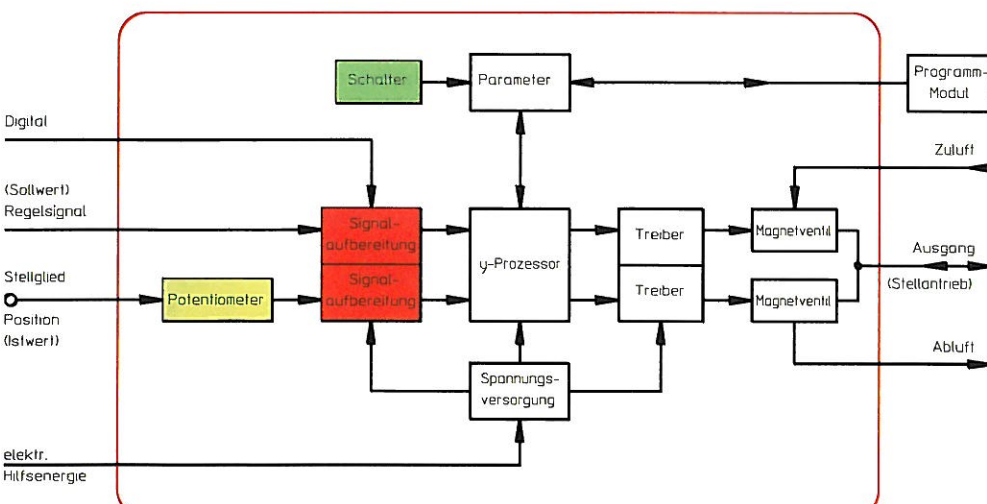 Schalter
Parameter
Programm-
Modul
Digital
Zuluft
(Sollwert)
Regelsignal
Signal-
aufbereitung
y-Prozessor
Treiber
Magnetventil
Ausgang
(Stellantrieb)
Stellglied
Position
(Istwert)
Potentiometer
Signal-
aufbereitung
Treiber
Magnetventil
Abluft
Spannungs-
versorgung
elektr.
Hilfsenergie